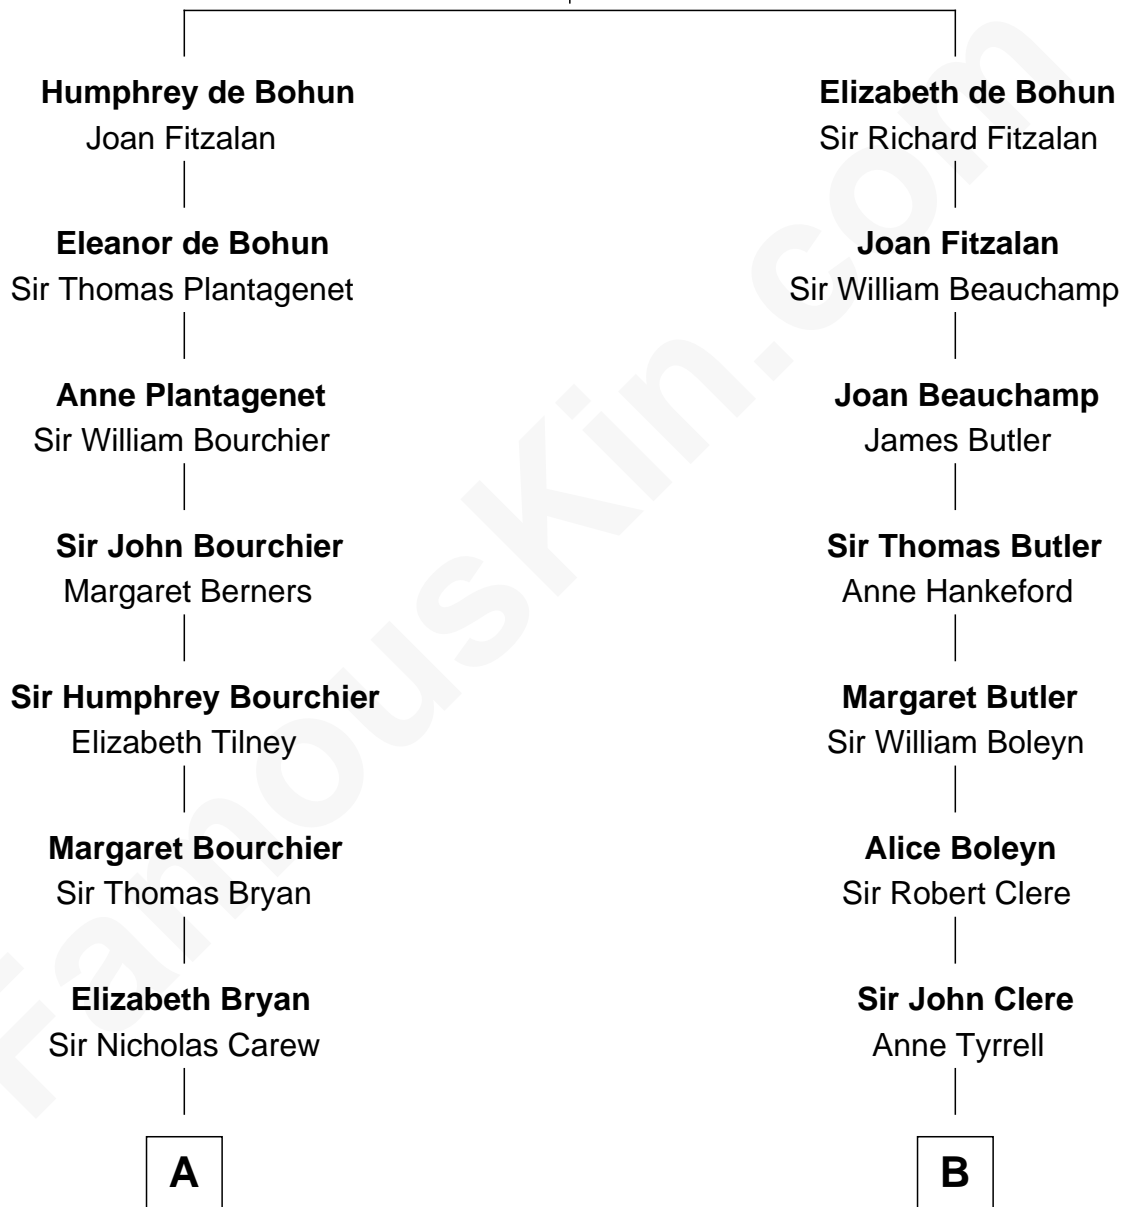 Humphrey de Bohun
Joan Fitzalan
Eleanor de Bohun
Sir Thomas Plantagenet
Anne Plantagenet
Sir William Bourchier
Sir John Bourchier
Margaret Berners
Sir Humphrey Bourchier
Elizabeth Tilney
Margaret Bourchier
Sir Thomas Bryan
Elizabeth Bryan
Sir Nicholas Carew
A
Elizabeth de Bohun
Sir Richard Fitzalan
Joan Fitzalan
Sir William Beauchamp
Joan Beauchamp
James Butler
Sir Thomas Butler
Anne Hankeford
Margaret Butler
Sir William Boleyn
Alice Boleyn
Sir Robert Clere
Sir John Clere
Anne Tyrrell
B
FamousKin.com